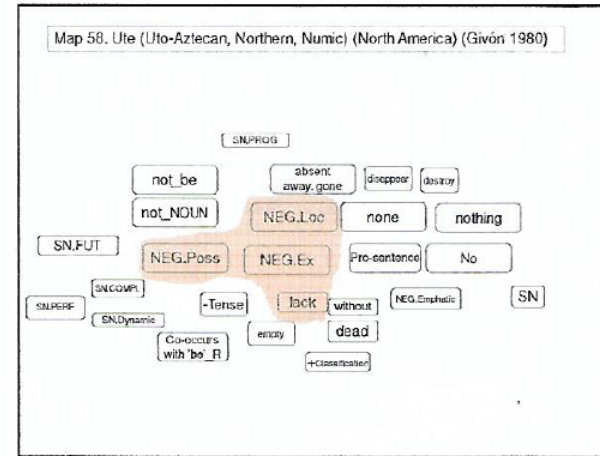 Map 58. Ute (Uto-Aztecan, Northern, Numic) (North America) (Givón 1980)
SN.PROG
not_be
absent
away, gone
disappear
destroy
not_NOUN
NEG.Loc
none
nothing
SN.FUT
NEG.Poss
NEG.Ex
Pro-sentence
No
SN.COMPL
SN.PERF
-Tense
lack
without
NEG.Emphatic
SN
SN.Dynamic
empty
dead
Co-occurs
with 'be'_R
+Classification